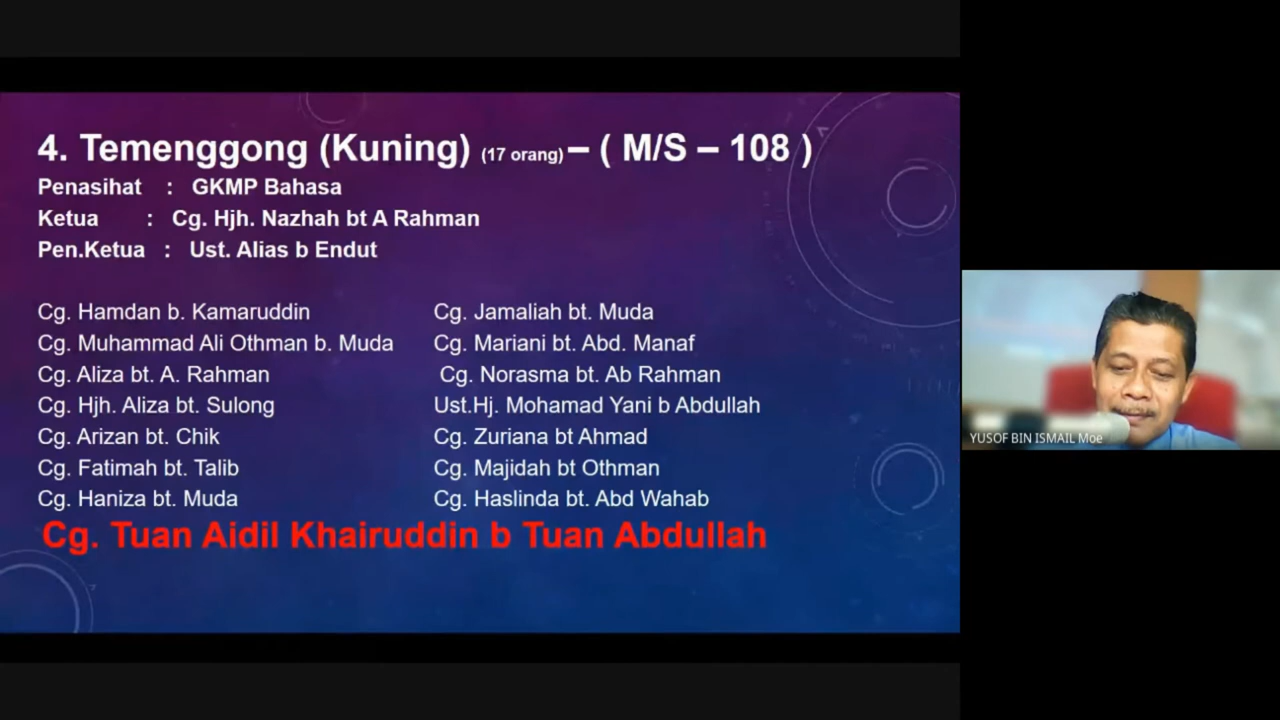 4. Temenggong (Kuning) (17 orang) – ( M/S – 108 )
Penasihat : GKMP Bahasa
Ketua : Cg. Hjh. Nazhah bt A Rahman
Pen.Ketua : Ust. Alias b Endut
Cg. Hamdan b. Kamaruddin
Cg. Muhammad Ali Othman b. Muda
Cg. Aliza bt. A. Rahman
Cg. Hjh. Aliza bt. Sulong
Cg. Arizan bt. Chik
Cg. Fatimah bt. Talib
Cg. Haniza bt. Muda
Cg. Jamaliah bt. Muda
Cg. Mariani bt. Abd. Manaf
Cg. Norasma bt. Ab Rahman
Ust.Hj. Mohamad Yani b Abdullah
Cg. Zuriana bt Ahmad
Cg. Majidah bt Othman
Cg. Haslinda bt. Abd Wahab
Cg. Tuan Aidil Khairuddin b Tuan Abdullah
YUSOF BIN ISMAIL Moe